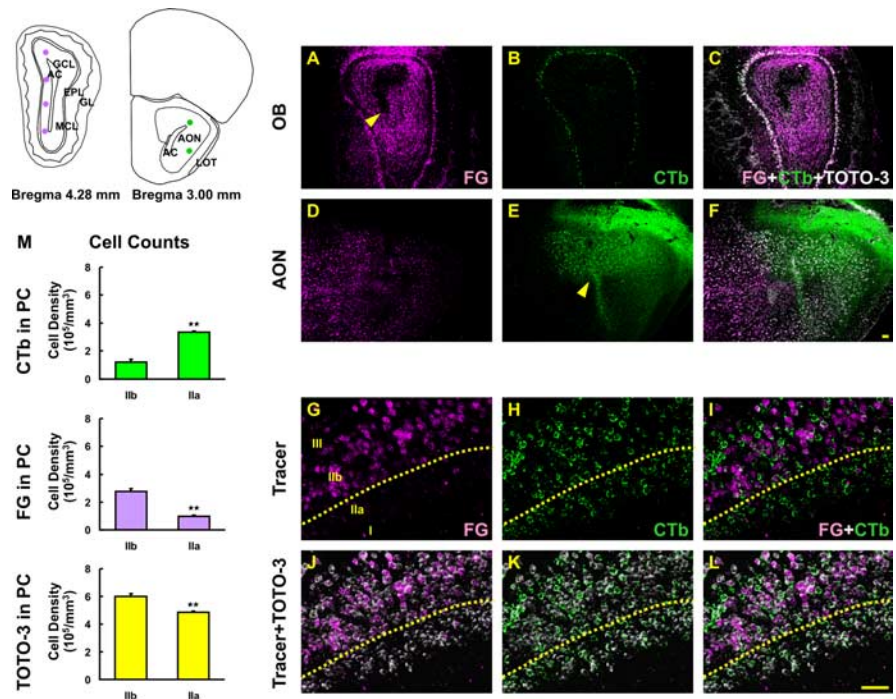 GCL
AC
EPL
GL
MCL
AON
AC
LOT
Bregma 4.28 mm
Bregma 3.00 mm
M
Cell Counts
CTb in PC
Cell Density
(10⁵/mm³)
8
6
4
2
0
**
IIb
IIa
FG in PC
Cell Density
(10⁵/mm³)
8
6
4
2
0
**
IIb
IIa
TOTO-3 in PC
Cell Density
(10⁵/mm³)
8
6
4
2
0
**
IIb
IIa
OB
A
FG
B
CTb
C
FG+CTb+TOTO-3
AON
D
E
F
Tracer
G
III
IIb
IIa
I
FG
H
CTb
I
FG+CTb
Tracer+TOTO-3
J
K
L